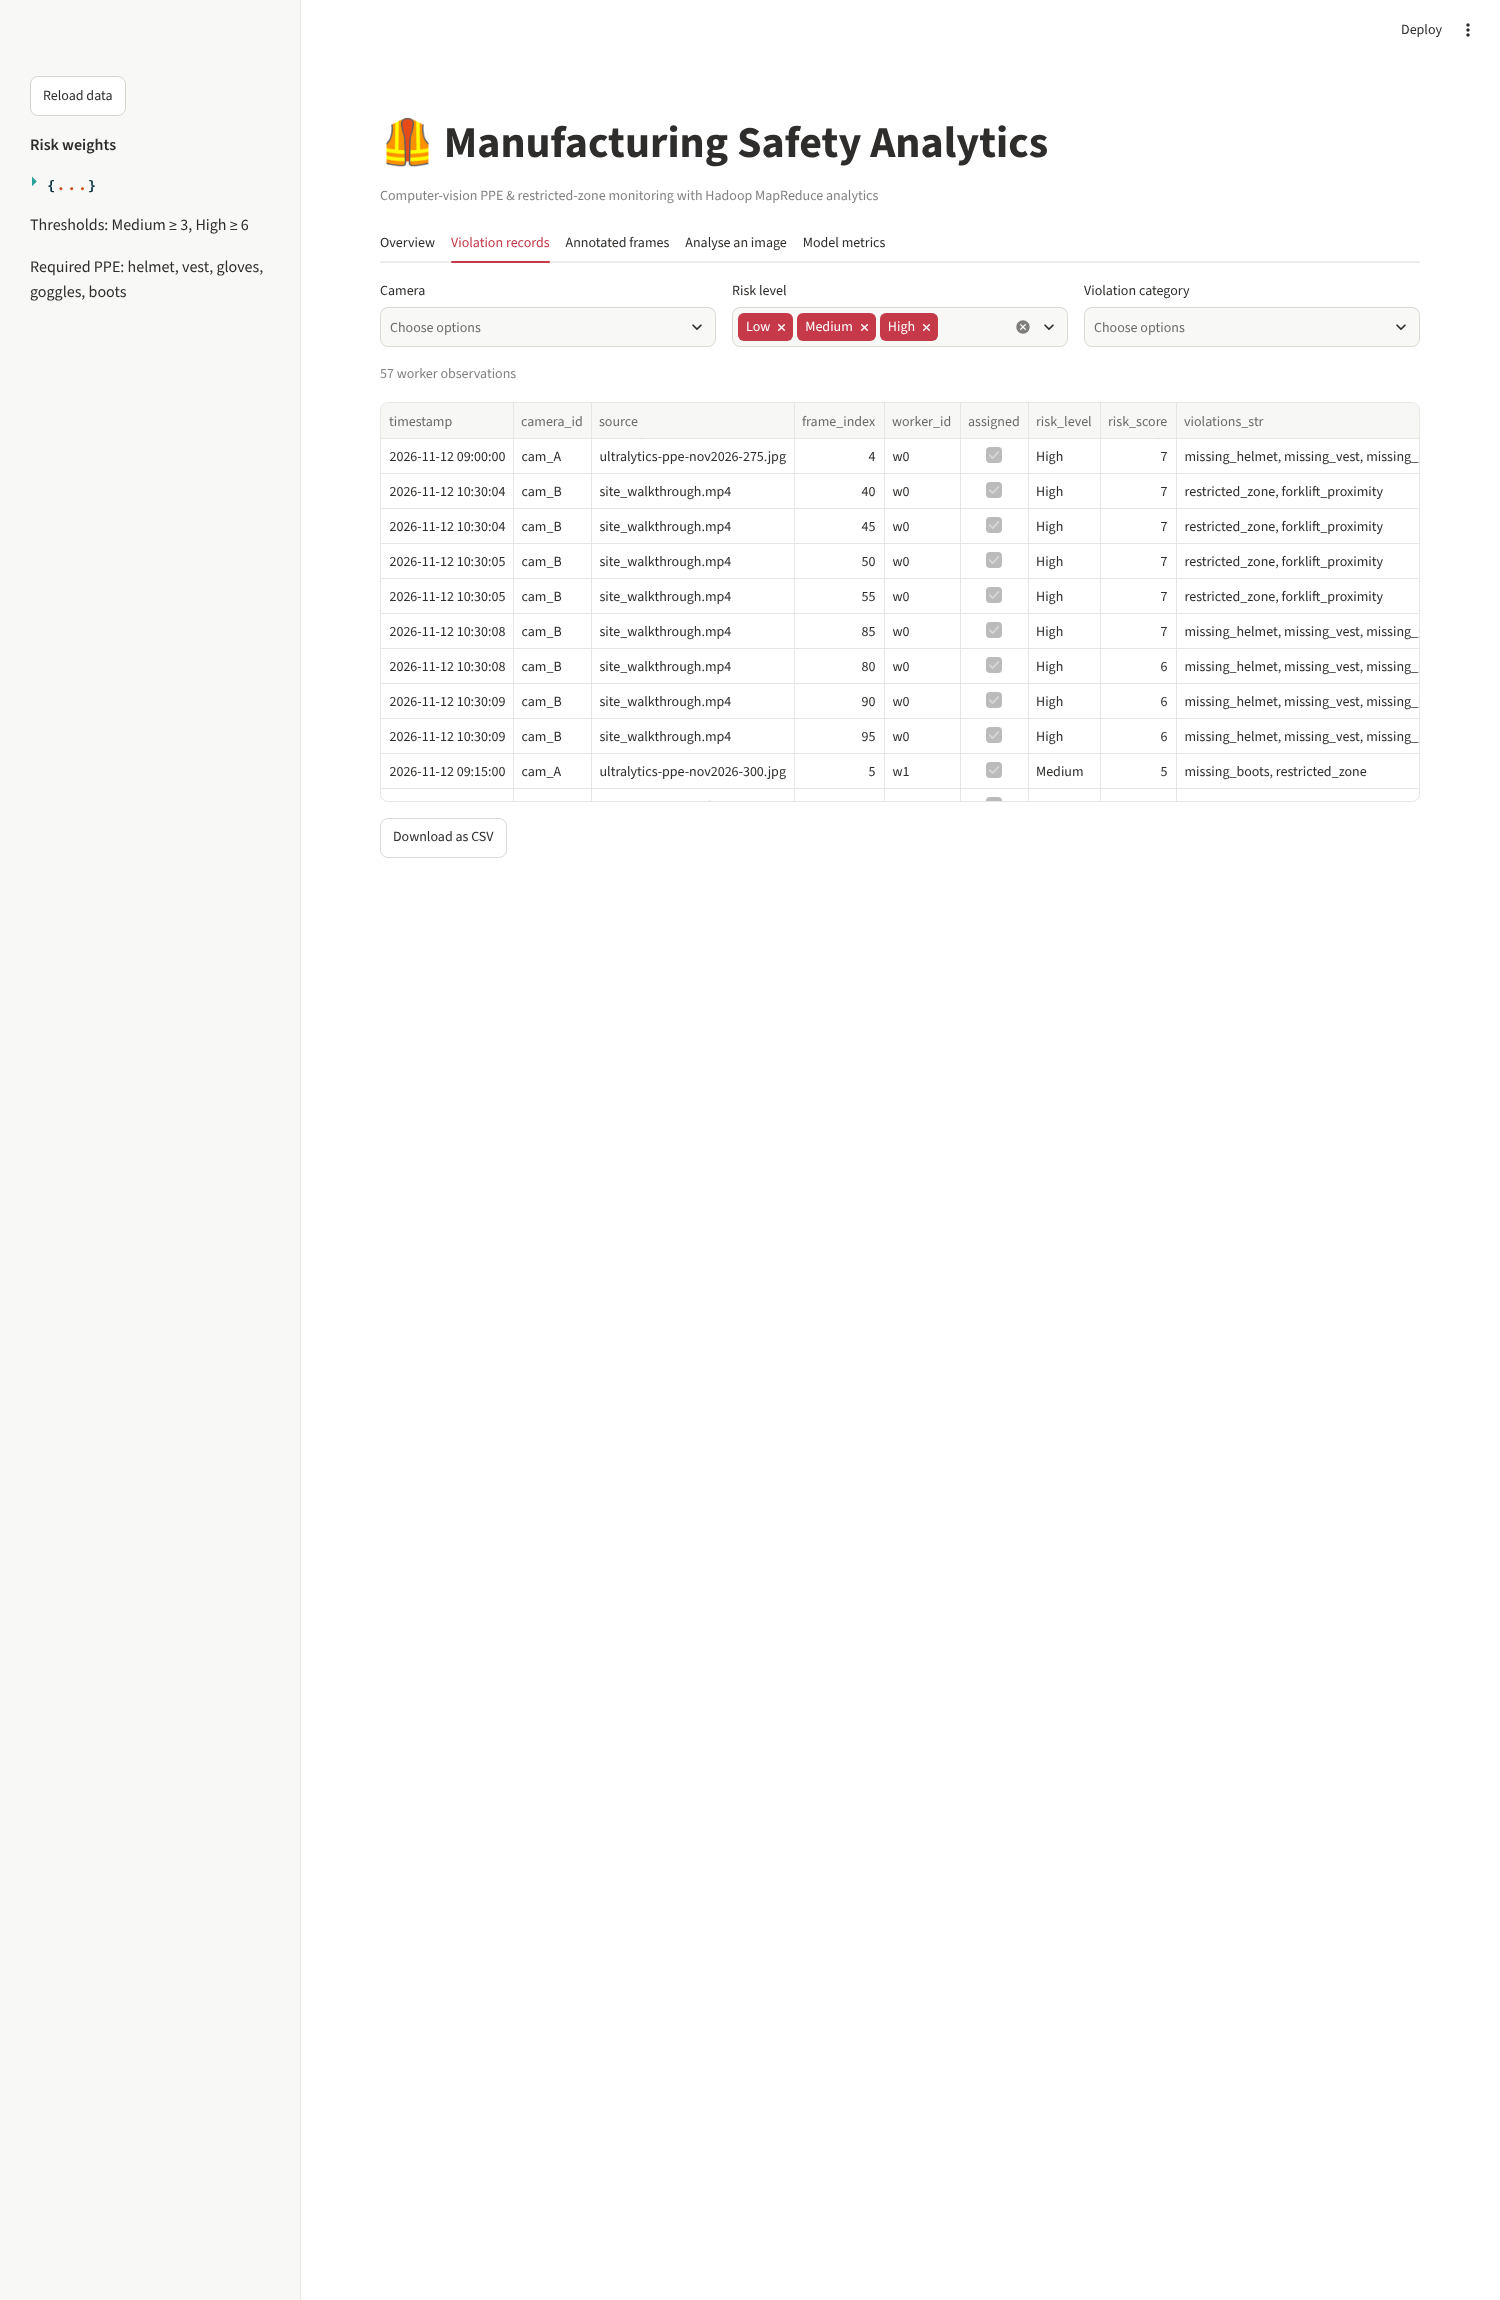 Deploy
Reload data
Risk weights
{...}
Thresholds: Medium ≥ 3, High ≥ 6
Required PPE: helmet, vest, gloves,
goggles, boots
Manufacturing Safety Analytics
Computer-vision PPE & restricted-zone monitoring with Hadoop MapReduce analytics
Overview Violation records Annotated frames Analyse an image Model metrics
Camera Risk level Violation category
Choose options Low × Medium × High × Choose options
57 worker observations
timestamp camera_id source frame_index worker_id assigned risk_level risk_score violations_str
2026-11-12 09:00:00 cam_A ultralytics-ppe-nov2026-275.jpg 4 w0 High 7 missing_helmet, missing_vest, missing_
2026-11-12 10:30:04 cam_B site_walkthrough.mp4 40 w0 High 7 restricted_zone, forklift_proximity
2026-11-12 10:30:04 cam_B site_walkthrough.mp4 45 w0 High 7 restricted_zone, forklift_proximity
2026-11-12 10:30:05 cam_B site_walkthrough.mp4 50 w0 High 7 restricted_zone, forklift_proximity
2026-11-12 10:30:05 cam_B site_walkthrough.mp4 55 w0 High 7 restricted_zone, forklift_proximity
2026-11-12 10:30:08 cam_B site_walkthrough.mp4 85 w0 High 7 missing_helmet, missing_vest, missing_
2026-11-12 10:30:08 cam_B site_walkthrough.mp4 80 w0 High 6 missing_helmet, missing_vest, missing_
2026-11-12 10:30:09 cam_B site_walkthrough.mp4 90 w0 High 6 missing_helmet, missing_vest, missing_
2026-11-12 10:30:09 cam_B site_walkthrough.mp4 95 w0 High 6 missing_helmet, missing_vest, missing_
2026-11-12 09:15:00 cam_A ultralytics-ppe-nov2026-300.jpg 5 w1 Medium 5 missing_boots, restricted_zone
Download as CSV